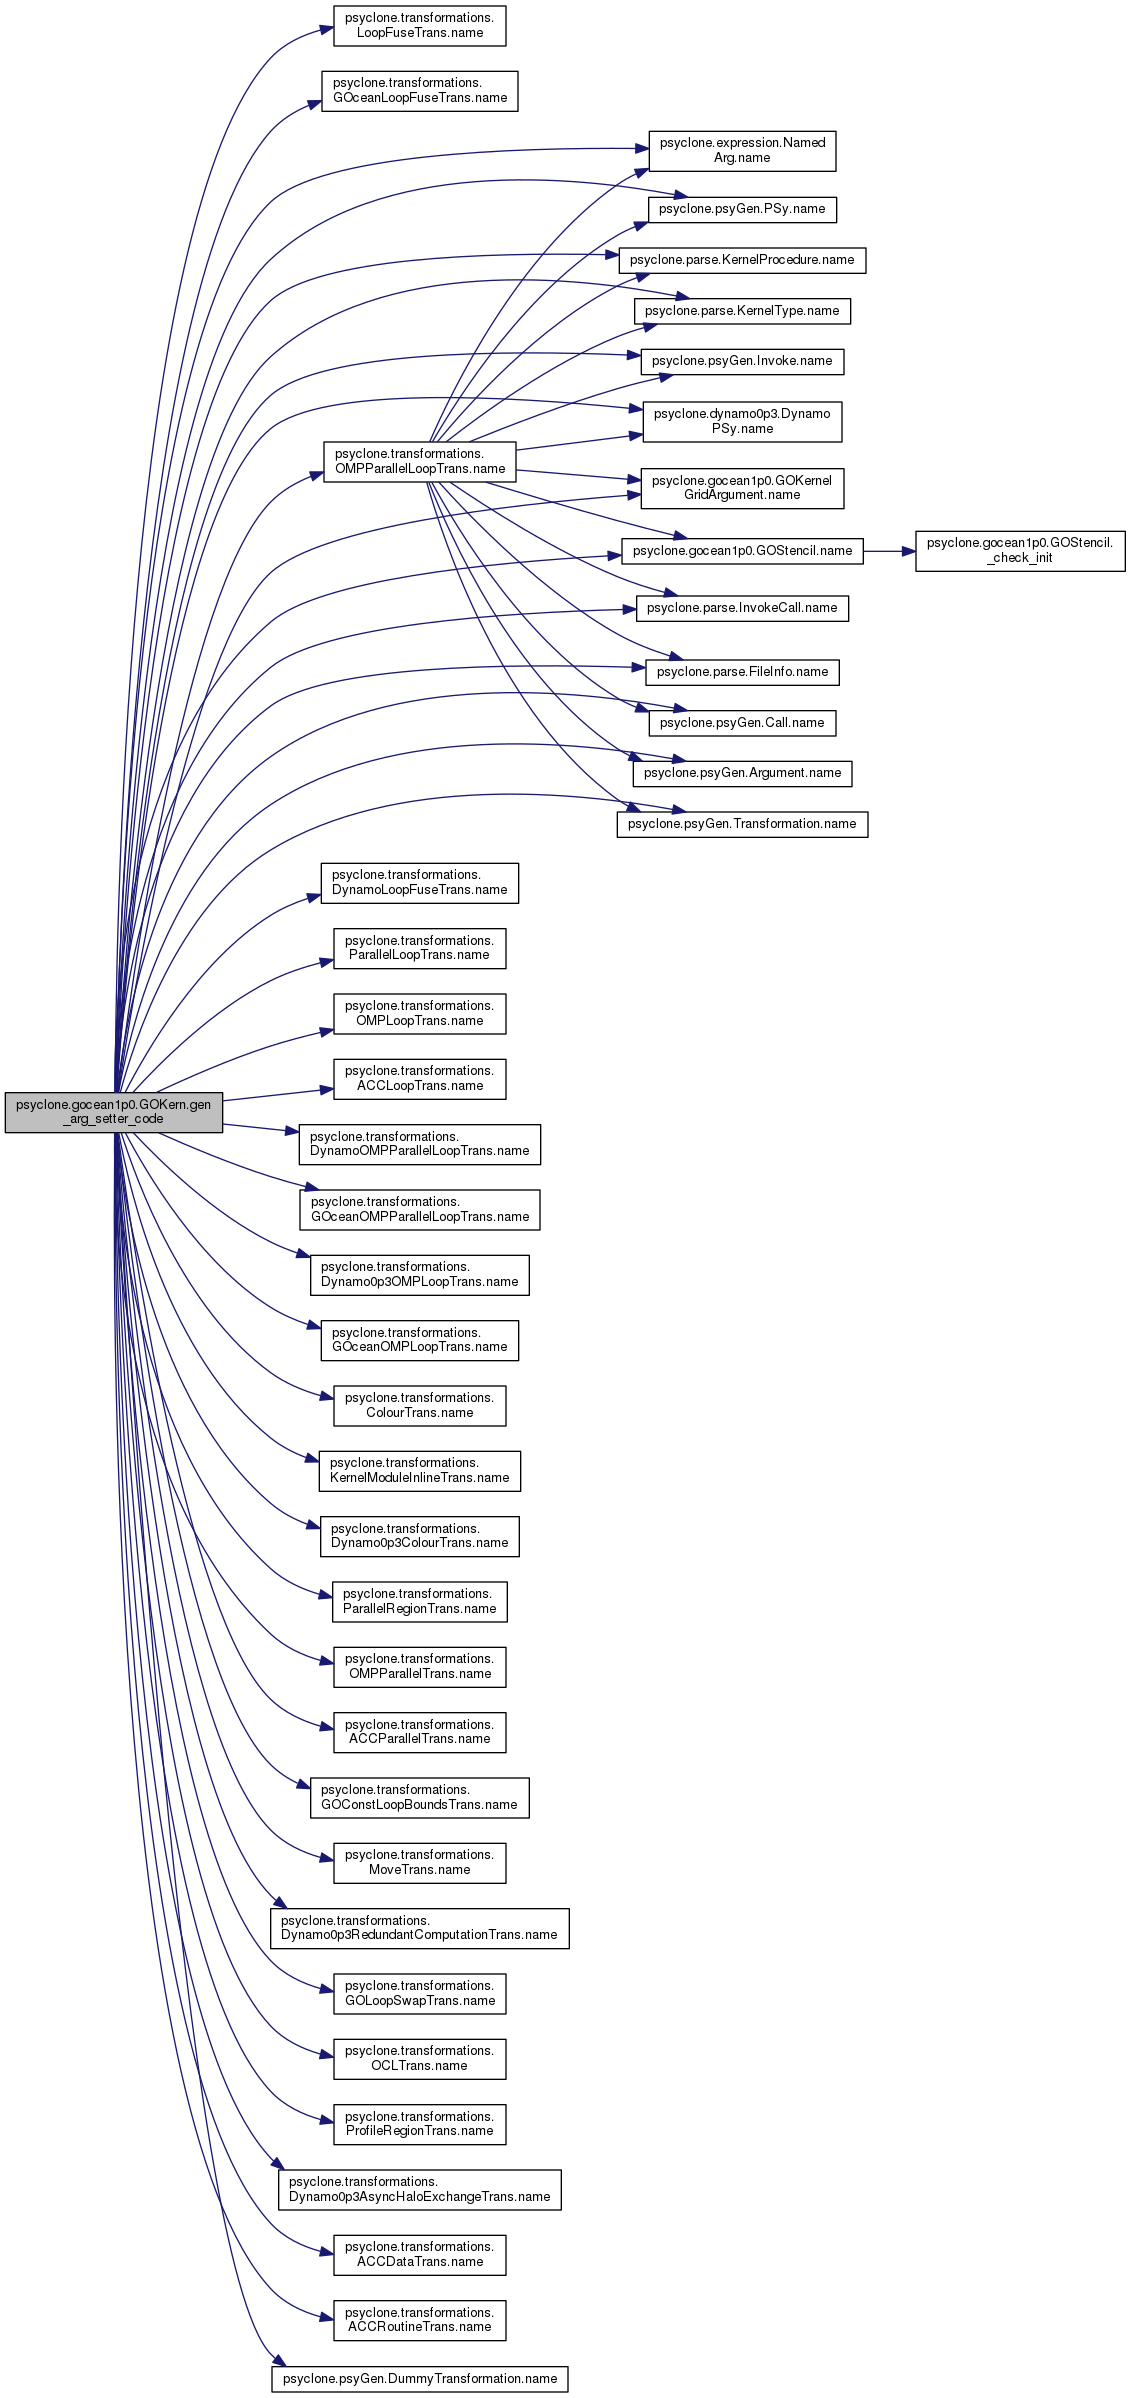 psyclone.transformations.
LoopFuseTrans.name
psyclone.transformations.
GOceanLoopFuseTrans.name
psyclone.expression.Named
Arg.name
psyclone.psyGen.PSy.name
psyclone.parse.KernelProcedure.name
psyclone.parse.KernelType.name
psyclone.psyGen.Invoke.name
psyclone.dynamo0p3.Dynamo
PSy.name
psyclone.transformations.
OMPParallelLoopTrans.name
psyclone.gocean1p0.GOKernel
GridArgument.name
psyclone.gocean1p0.GOStencil.name
psyclone.gocean1p0.GOStencil.
_check_init
psyclone.parse.InvokeCall.name
psyclone.parse.FileInfo.name
psyclone.psyGen.Call.name
psyclone.psyGen.Argument.name
psyclone.psyGen.Transformation.name
psyclone.transformations.
DynamoLoopFuseTrans.name
psyclone.transformations.
ParallelLoopTrans.name
psyclone.transformations.
OMPLoopTrans.name
psyclone.transformations.
ACCLoopTrans.name
psyclone.gocean1p0.GOKern.gen
_arg_setter_code
psyclone.transformations.
DynamoOMPParallelLoopTrans.name
psyclone.transformations.
GOceanOMPParallelLoopTrans.name
psyclone.transformations.
Dynamo0p3OMPLoopTrans.name
psyclone.transformations.
GOceanOMPLoopTrans.name
psyclone.transformations.
ColourTrans.name
psyclone.transformations.
KernelModuleInlineTrans.name
psyclone.transformations.
Dynamo0p3ColourTrans.name
psyclone.transformations.
ParallelRegionTrans.name
psyclone.transformations.
OMPParallelTrans.name
psyclone.transformations.
ACCParallelTrans.name
psyclone.transformations.
GOConstLoopBoundsTrans.name
psyclone.transformations.
MoveTrans.name
psyclone.transformations.
Dynamo0p3RedundantComputationTrans.name
psyclone.transformations.
GOLoopSwapTrans.name
psyclone.transformations.
OCLTrans.name
psyclone.transformations.
ProfileRegionTrans.name
psyclone.transformations.
Dynamo0p3AsyncHaloExchangeTrans.name
psyclone.transformations.
ACCDataTrans.name
psyclone.transformations.
ACCRoutineTrans.name
psyclone.psyGen.DummyTransformation.name